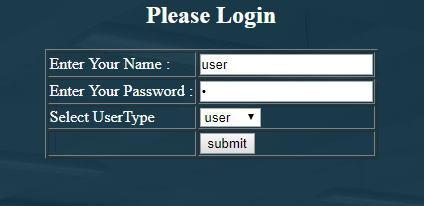 Please Login
Enter Your Name : user
Enter Your Password : •
Select UserType user
submit